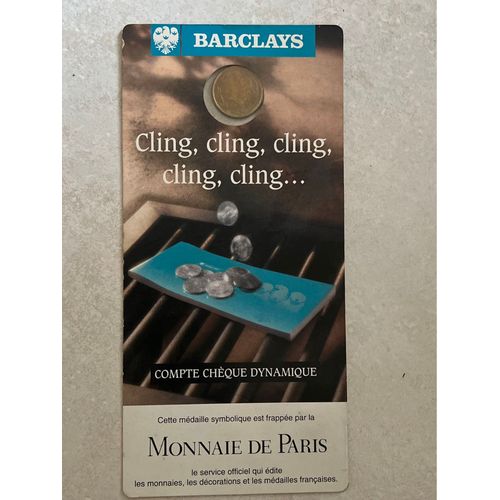 BARCLAYS
Cling, cling, cling,
cling, cling...
COMPTE CHÈQUE DYNAMIQUE
Cette médaille symbolique est frappée par la
MONNAIE DE PARIS
le service officiel qui édite
les monnaies, les décorations et les médailles françaises.